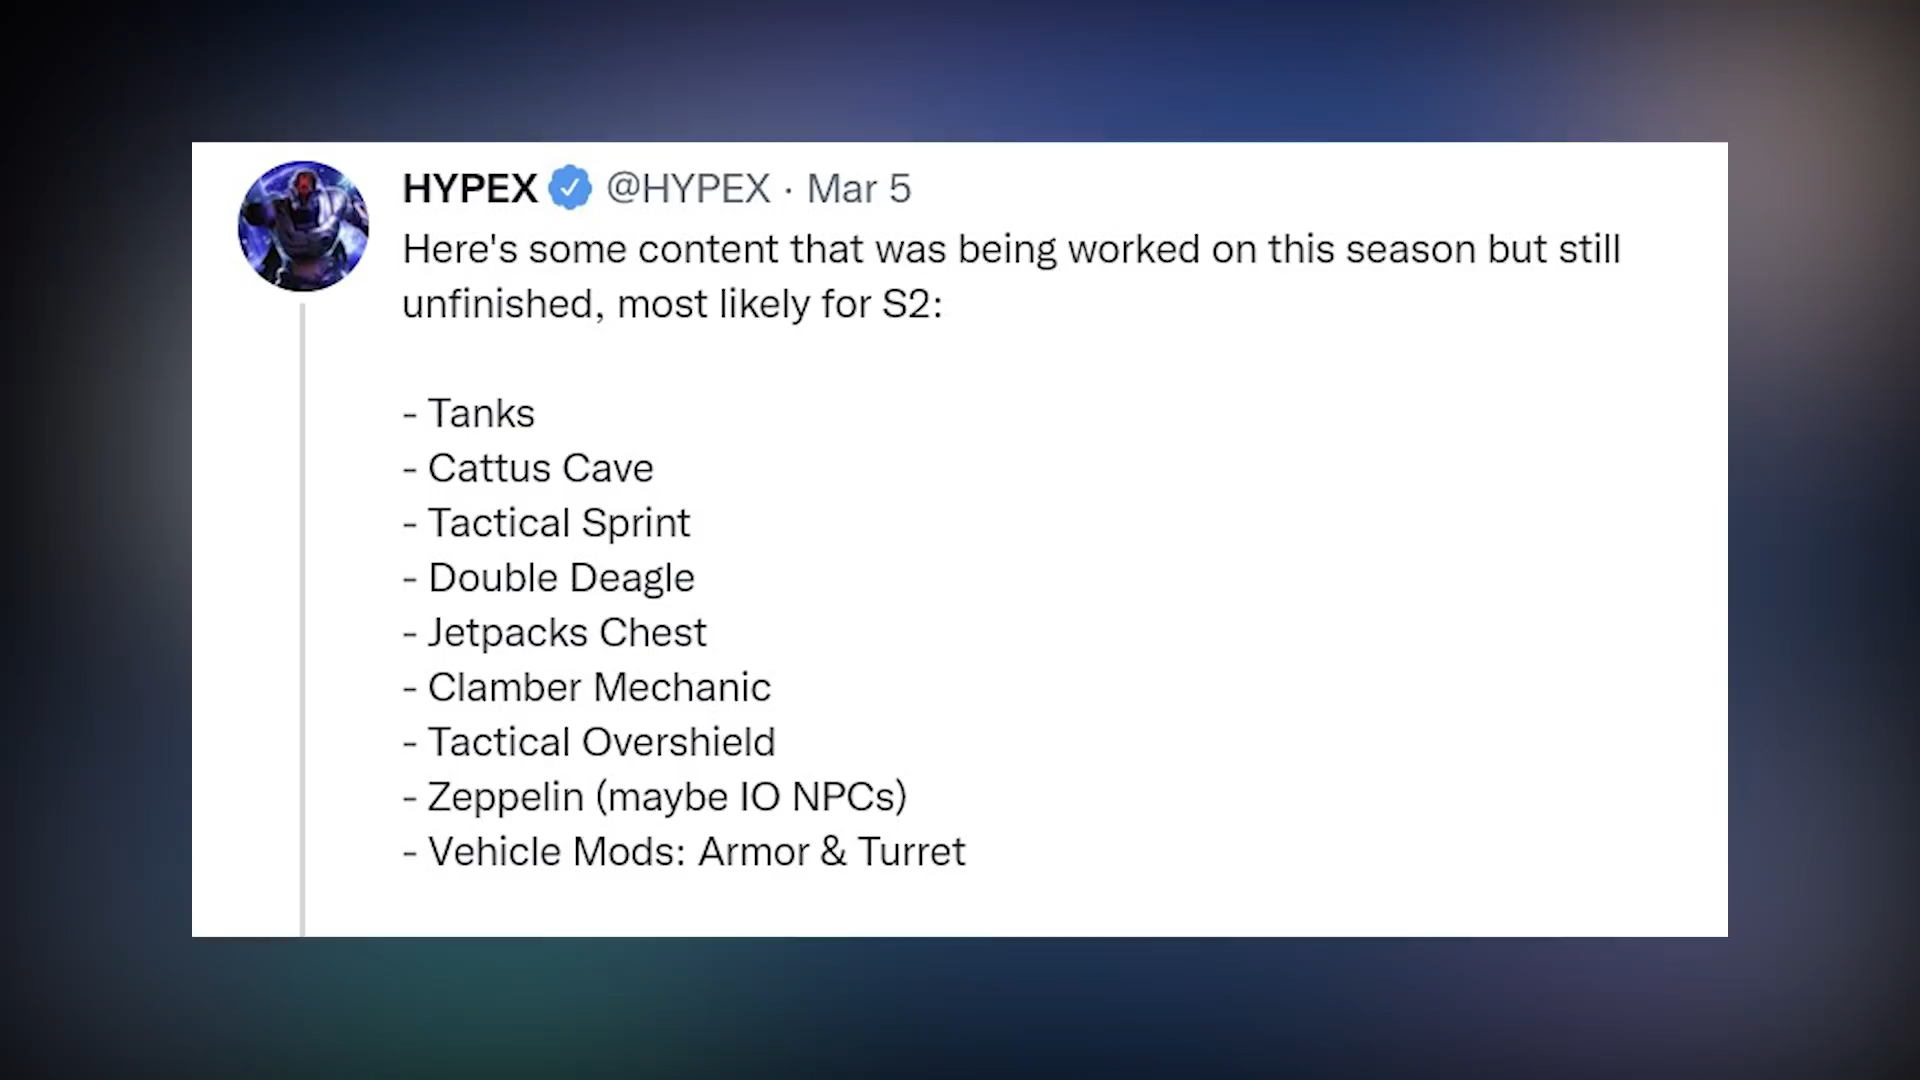 HYPEX @HYPEX · Mar 5
Here's some content that was being worked on this season but still
unfinished, most likely for S2:
- Tanks
- Cattus Cave
- Tactical Sprint
- Double Deagle
- Jetpacks Chest
- Clamber Mechanic
- Tactical Overshield
- Zeppelin (maybe IO NPCs)
- Vehicle Mods: Armor & Turret